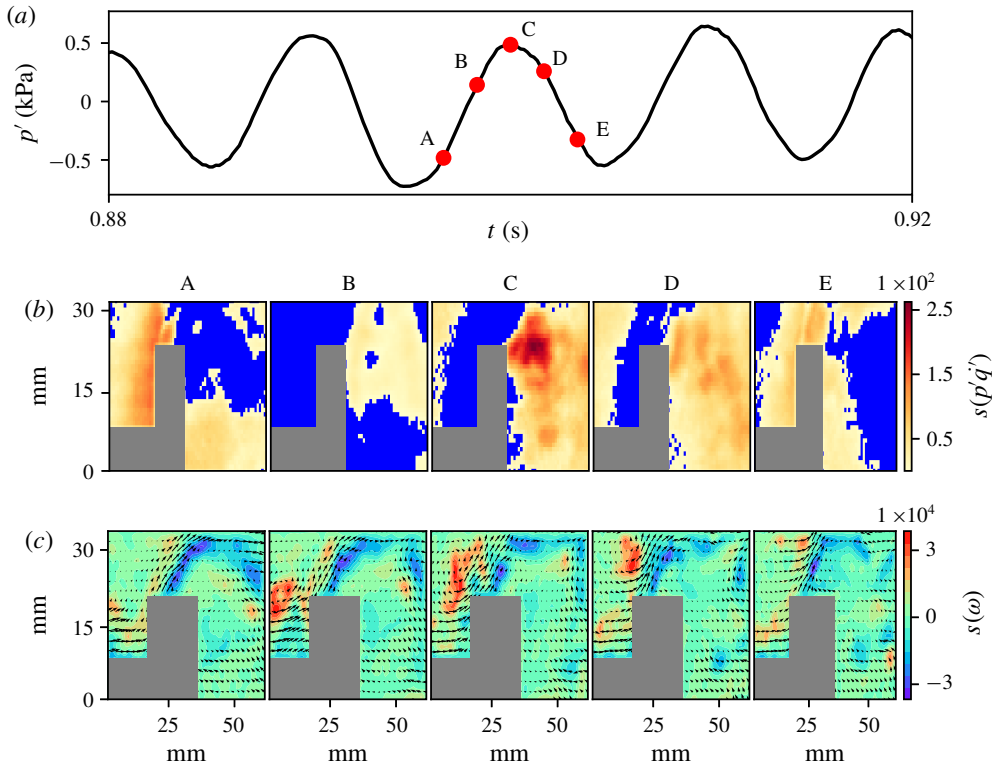 (a)
p′ (kPa)
0.5
0
−0.5
A
B
C
D
E
0.88
0.92
t (s)
(b)
A
B
C
D
E
1 ×10²
mm
30
15
0
2.5
1.5
0.5
s(p′q̇′)
(c)
1 ×10⁴
mm
30
15
0
3
0
−3
s(ω)
25 50 25 50 25 50 25 50 25 50
mm mm mm mm mm